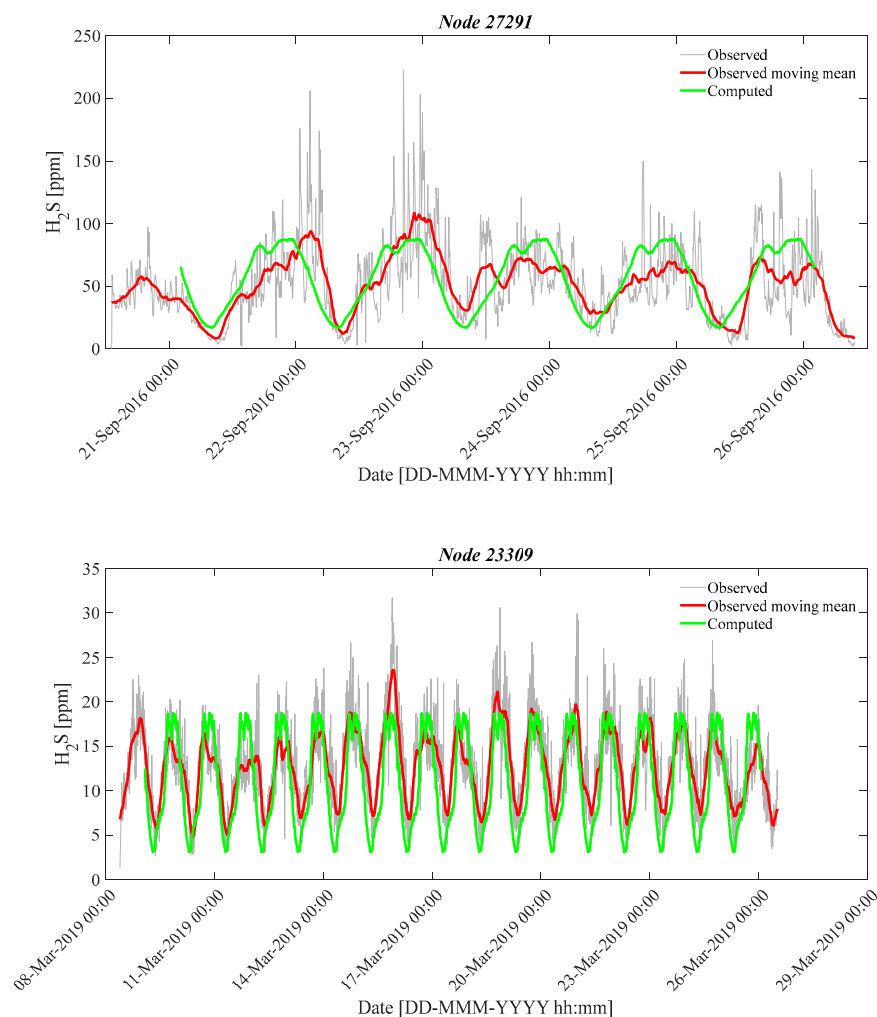 Node 27291
250
200
150
100
50
0
H2S [ppm]
Observed
Observed moving mean
Computed
21-Sep-2016 00:00
22-Sep-2016 00:00
23-Sep-2016 00:00
24-Sep-2016 00:00
25-Sep-2016 00:00
26-Sep-2016 00:00
Date [DD-MMM-YYYY hh:mm]
Node 23309
35
30
25
20
15
10
5
0
H2S [ppm]
Observed
Observed moving mean
Computed
08-Mar-2019 00:00
11-Mar-2019 00:00
14-Mar-2019 00:00
17-Mar-2019 00:00
20-Mar-2019 00:00
23-Mar-2019 00:00
26-Mar-2019 00:00
29-Mar-2019 00:00
Date [DD-MMM-YYYY hh:mm]